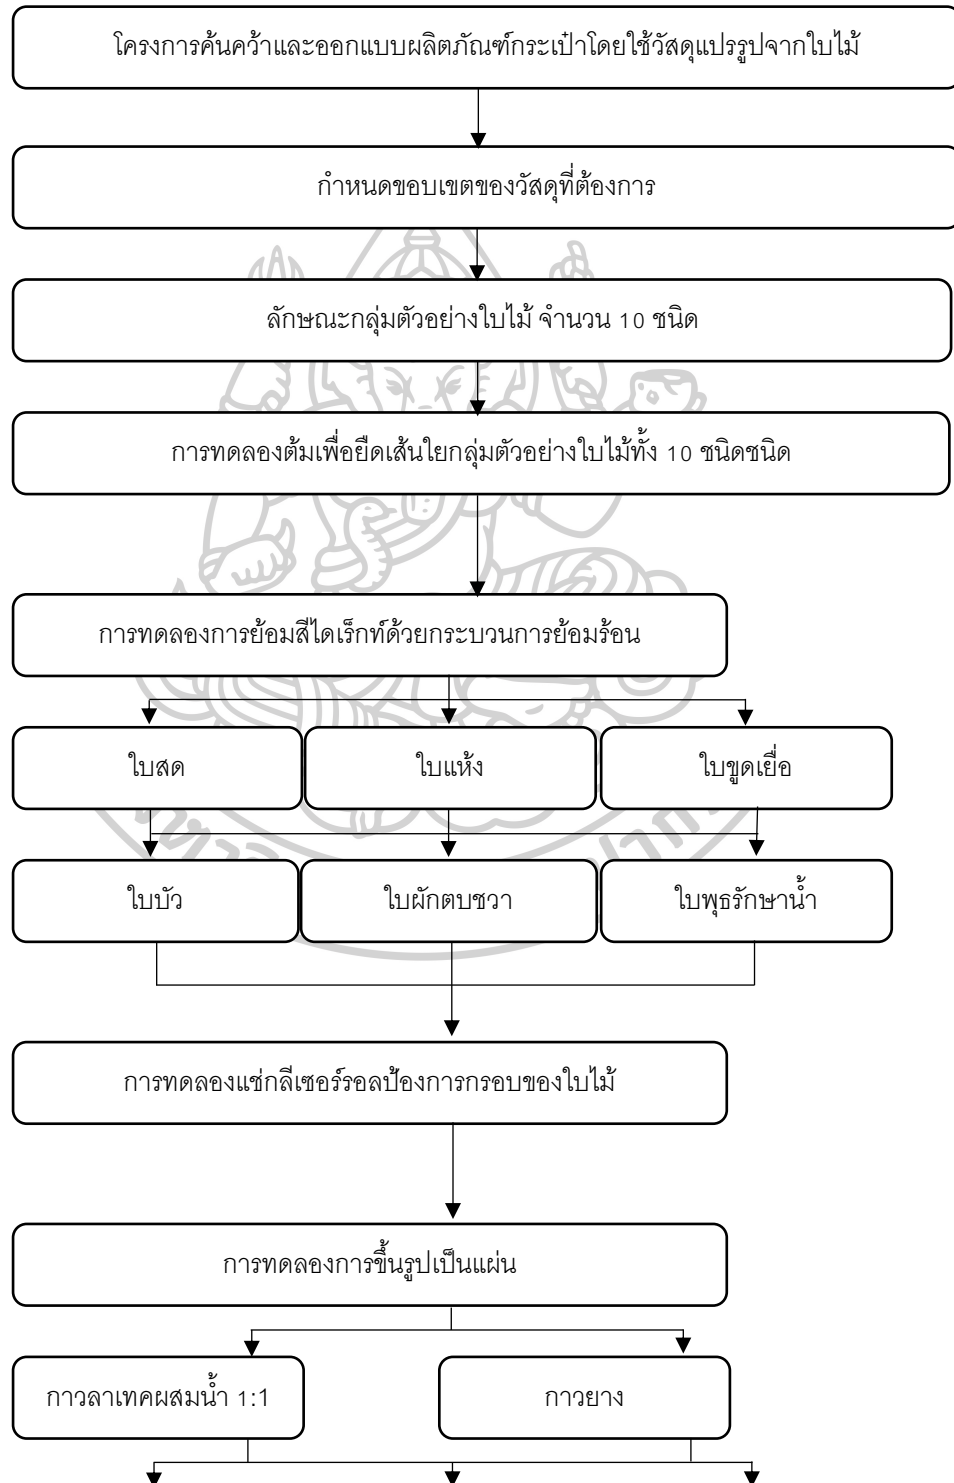 โครงการค้นคว้าและออกแบบผลิตภัณฑ์กระเป๋าโดยใช้วัสดุแปรรูปจากใบไม้
กำหนดขอบเขตของวัสดุที่ต้องการ
ลักษณะกลุ่มตัวอย่างใบไม้ จำนวน 10 ชนิด
การทดลองต้มเพื่อยืดเส้นใยกลุ่มตัวอย่างใบไม้ทั้ง 10 ชนิดชนิด
การทดลองการย้อมสีไดเร็กท์ด้วยกระบวนการย้อมร้อน
ใบสด ใบแห้ง ใบขูดเยื่อ
ใบบัว ใบผักตบชวา ใบพุธรักษาน้ำ
การทดลองแช่กลีเซอร์รอลป้องการกรอบของใบไม้
การทดลองการขึ้นรูปเป็นแผ่น
กาวลาเทคผสมน้ำ 1:1 กาวยาง